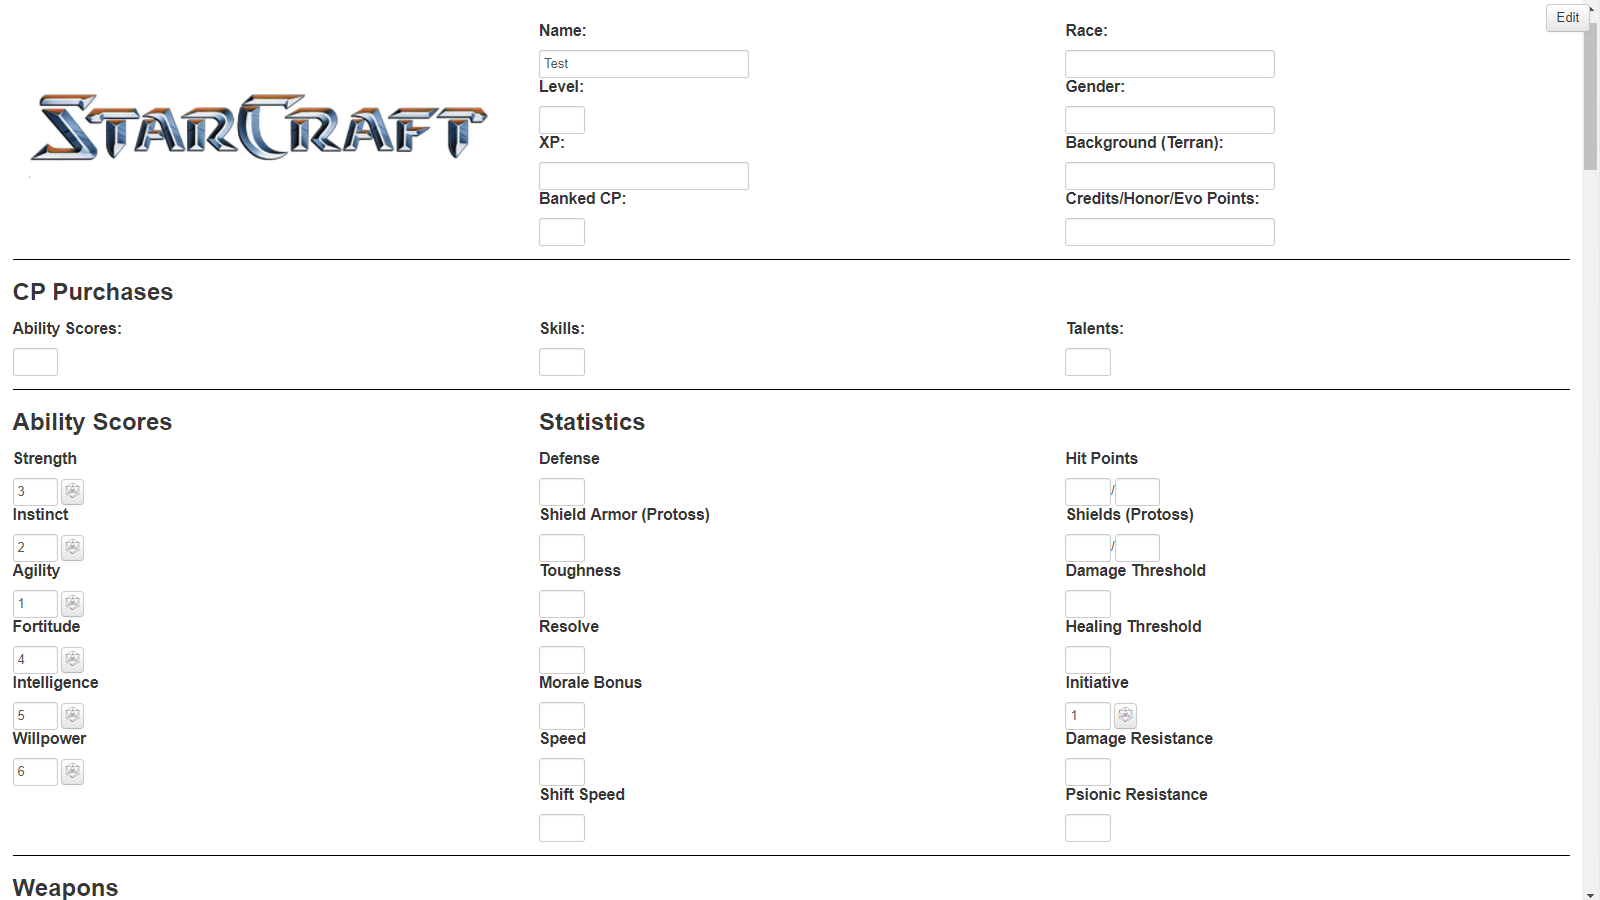 Edit
STARCRAFT
Name:
Test
Level:
XP:
Banked CP:
Race:
Gender:
Background (Terran):
Credits/Honor/Evo Points:
CP Purchases
Ability Scores:
Skills:
Talents:
Ability Scores
Strength
3
Instinct
2
Agility
1
Fortitude
4
Intelligence
5
Willpower
6
Statistics
Defense
Shield Armor (Protoss)
Toughness
Resolve
Morale Bonus
Speed
Shift Speed
Hit Points
/
Shields (Protoss)
/
Damage Threshold
Healing Threshold
Initiative
1
Damage Resistance
Psionic Resistance
Weapons